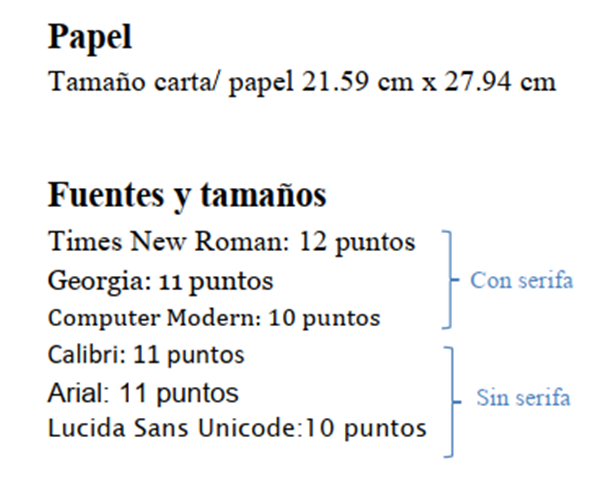 Papel
Tamaño carta/ papel 21.59 cm x 27.94 cm
Fuentes y tamaños
Times New Roman: 12 puntos
Georgia: 11 puntos
Computer Modern: 10 puntos
Con serifa
Calibri: 11 puntos
Arial: 11 puntos
Lucida Sans Unicode:10 puntos
Sin serifa